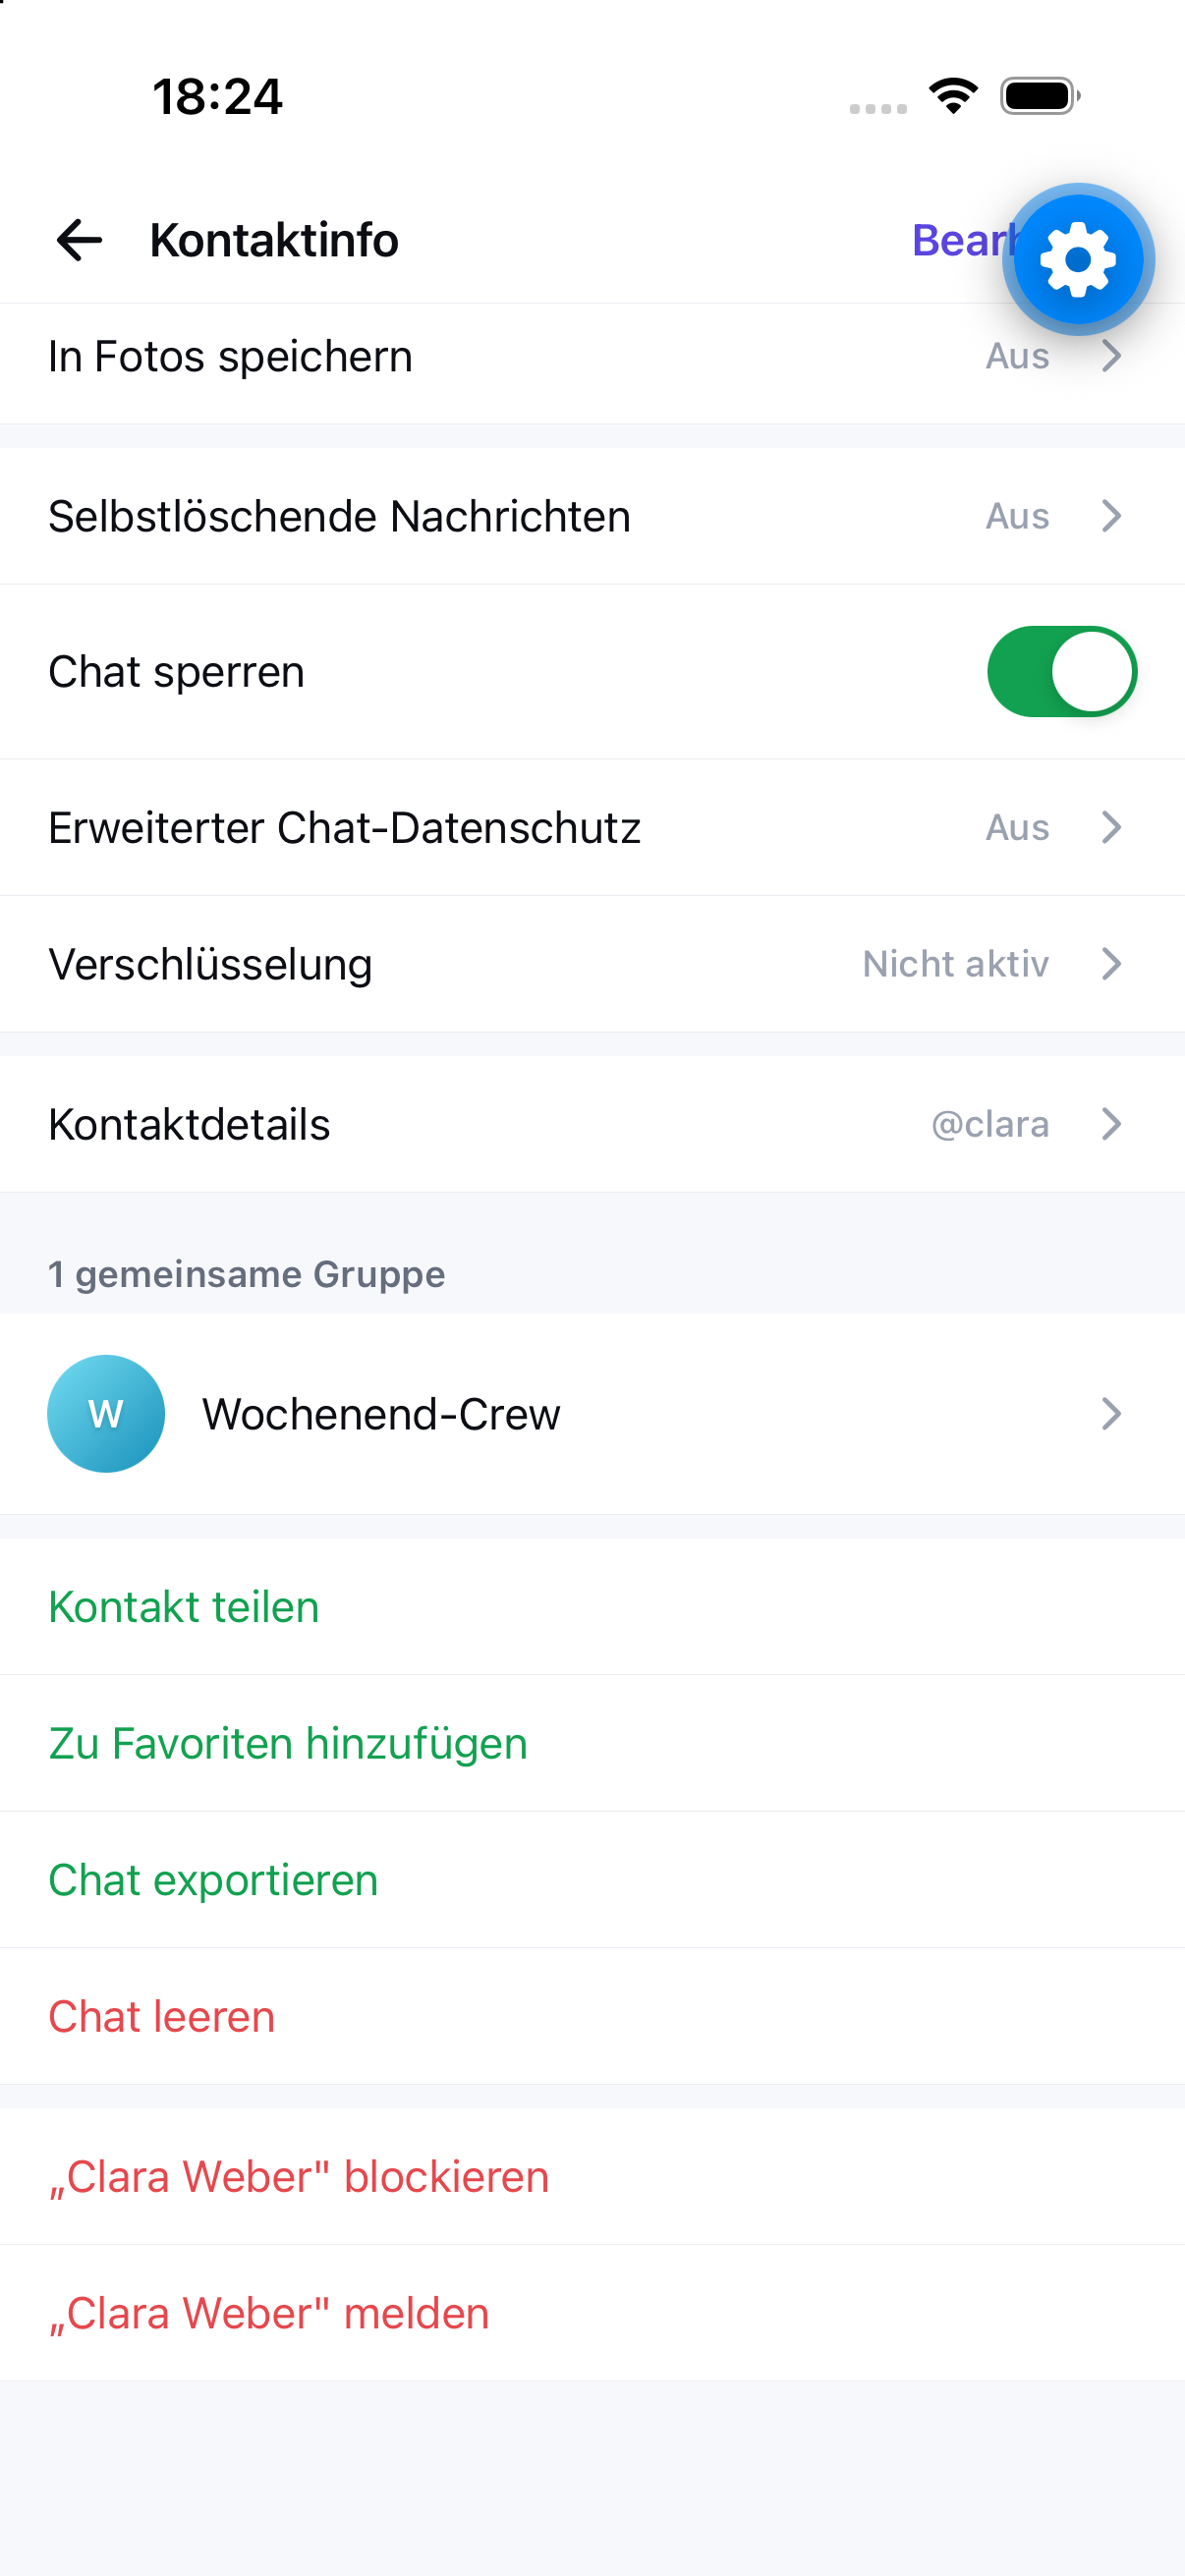 18:24
Kontaktinfo
In Fotos speichern Aus
Selbstlöschende Nachrichten Aus
Chat sperren
Erweiterter Chat-Datenschutz Aus
Verschlüsselung Nicht aktiv
Kontaktdetails @clara
1 gemeinsame Gruppe
W Wochenend-Crew
Kontakt teilen
Zu Favoriten hinzufügen
Chat exportieren
Chat leeren
„Clara Weber" blockieren
„Clara Weber" melden